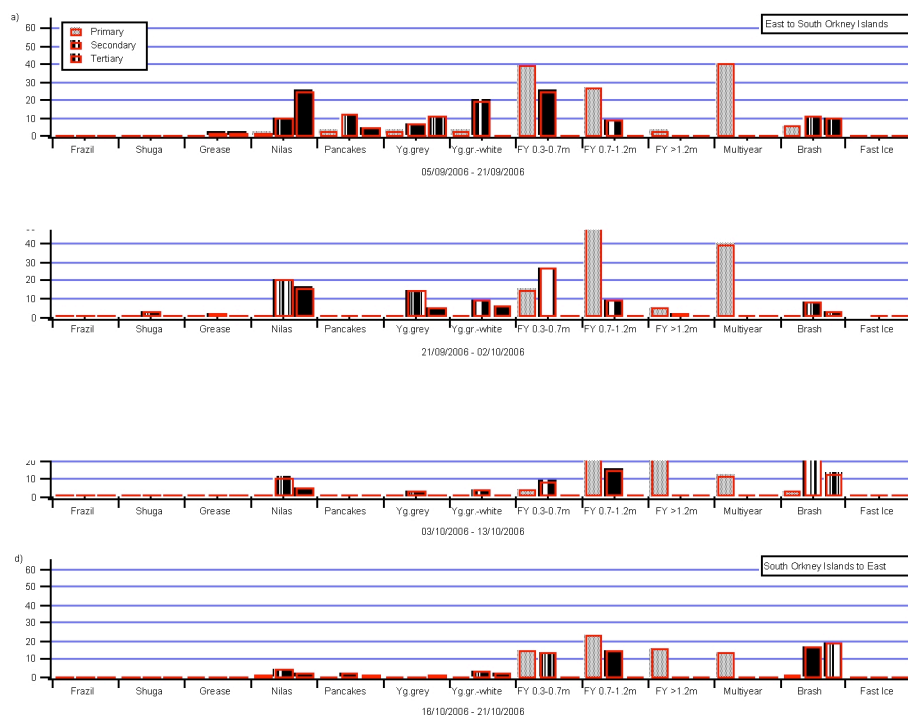 a)
East to South Orkney Islands
Primary
Secondary
Tertiary
60
50
40
30
20
10
0
Frazil Shuga Grease Nilas Pancakes Yg.grey Yg.gr.-white FY 0.3-0.7m FY 0.7-1.2m FY >1.2m Multiyear Brash Fast Ice
05/09/2006 - 21/09/2006
40
30
20
10
0
Frazil Shuga Grease Nilas Pancakes Yg.grey Yg.gr.-white FY 0.3-0.7m FY 0.7-1.2m FY >1.2m Multiyear Brash Fast Ice
21/09/2006 - 02/10/2006
20
10
0
Frazil Shuga Grease Nilas Pancakes Yg.grey Yg.gr.-white FY 0.3-0.7m FY 0.7-1.2m FY >1.2m Multiyear Brash Fast Ice
03/10/2006 - 13/10/2006
d)
South Orkney Islands to East
60
50
40
30
20
10
0
Frazil Shuga Grease Nilas Pancakes Yg.grey Yg.gr.-white FY 0.3-0.7m FY 0.7-1.2m FY >1.2m Multiyear Brash Fast Ice
16/10/2006 - 21/10/2006